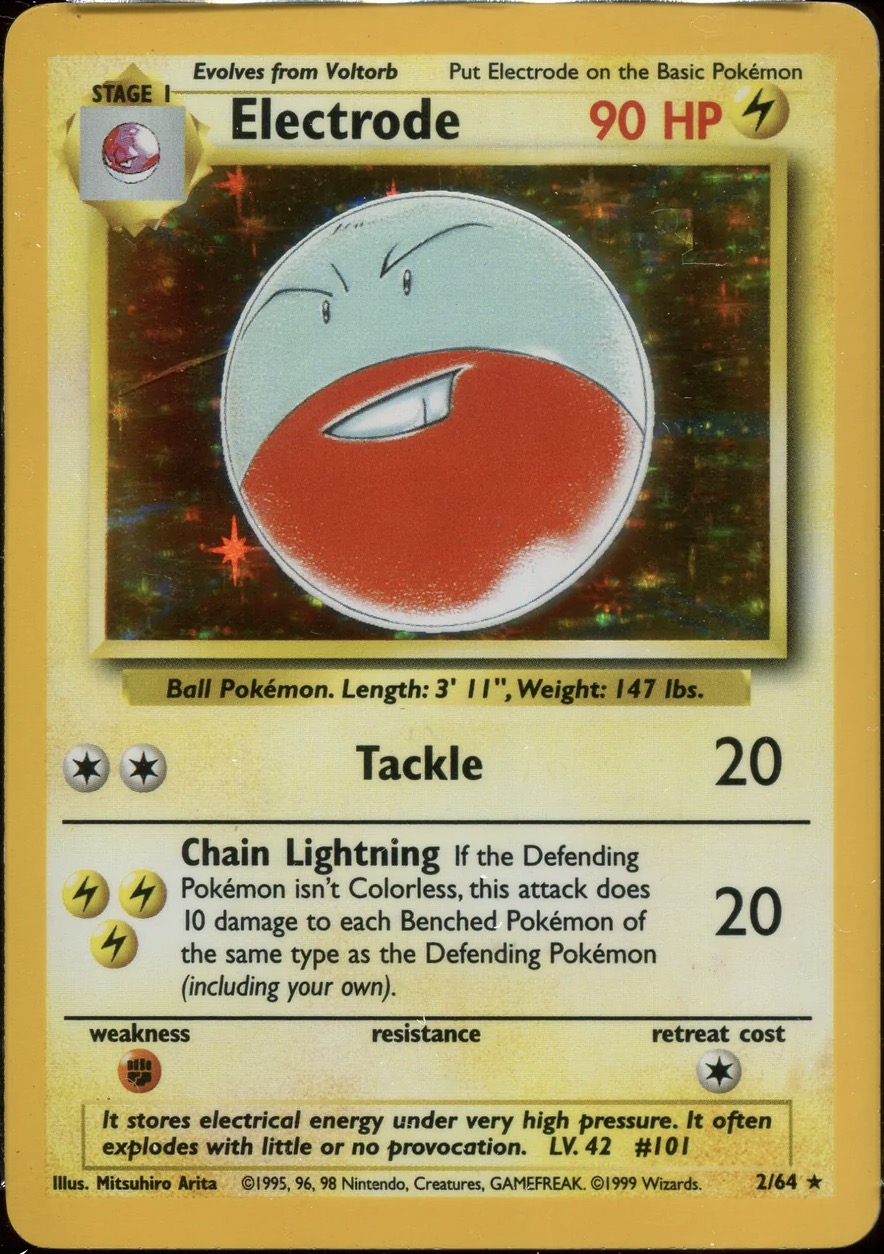 Evolves from Voltorb Put Electrode on the Basic Pokémon
STAGE 1
Electrode 90 HP
Ball Pokémon. Length: 3' 11", Weight: 147 lbs.
Tackle 20
Chain Lightning If the Defending
Pokémon isn't Colorless, this attack does
10 damage to each Benched Pokémon of
the same type as the Defending Pokémon
(including your own).
20
weakness resistance retreat cost
It stores electrical energy under very high pressure. It often
explodes with little or no provocation. LV. 42 #101
Illus. Mitsuhiro Arita ©1995, 96, 98 Nintendo, Creatures, GAMEFREAK. ©1999 Wizards. 2/64 ★